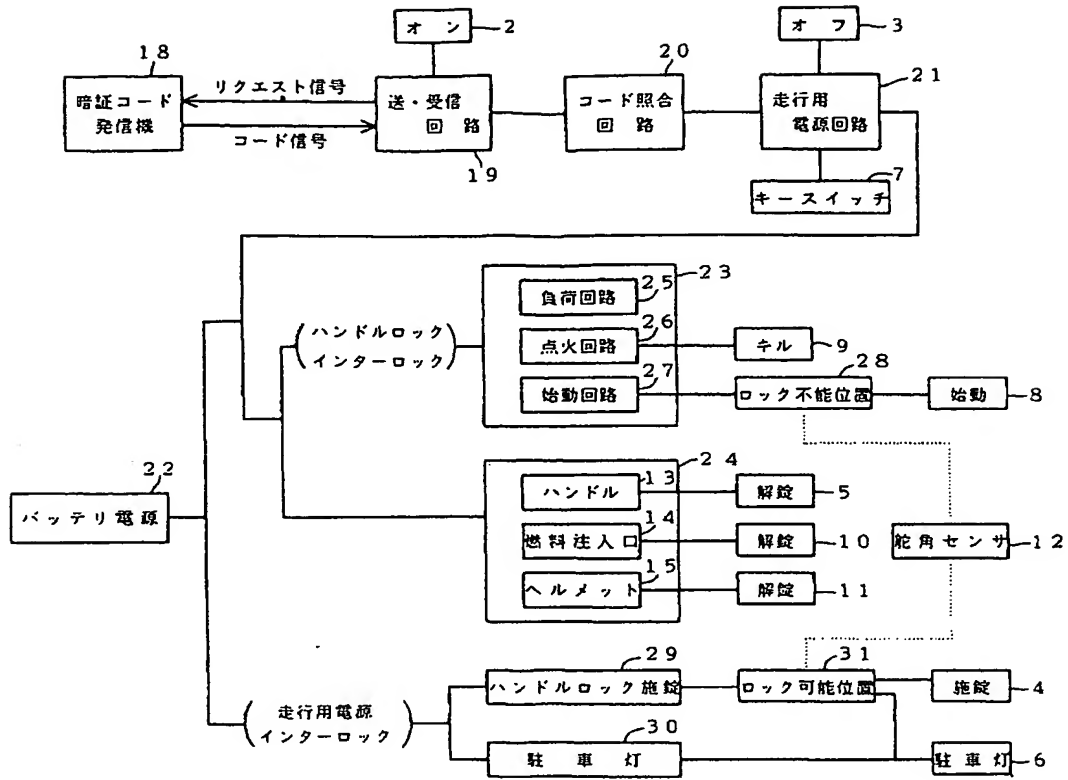 オン 2
オフ 3
18
暗証コード
発信機
リクエスト信号
コード信号
送・受信
回路
19
20
コード照合
回路
21
走行用
電源回路
7
キースイッチ
23
(ハンドルロック
インターロック)
25
負荷回路
26
点火回路
キル 9
27
始動回路
28
ロック不能位置
始動 8
22
バッテリ電源
24
13
ハンドル
解錠 5
14
燃料注入口
解錠 10
15
ヘルメット
解錠 11
舵角センサ 12
(走行用電源
インターロック)
29
ハンドルロック施錠
31
ロック可能位置
施錠 4
30
駐車灯
駐車灯 6